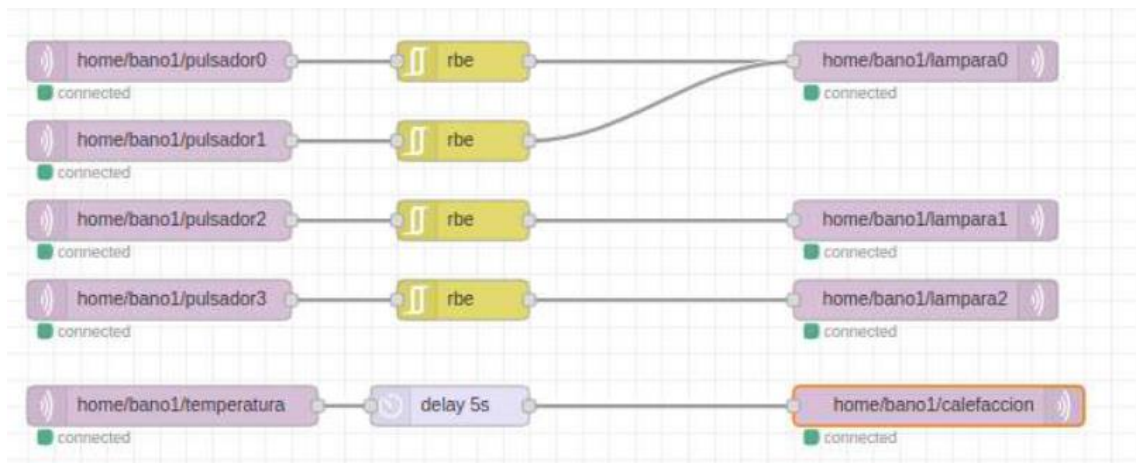 home/bano1/pulsador0 rbe home/bano1/lampara0
connected connected
home/bano1/pulsador1 rbe
connected
home/bano1/pulsador2 rbe home/bano1/lampara1
connected connected
home/bano1/pulsador3 rbe home/bano1/lampara2
connected connected
home/bano1/temperatura delay 5s home/bano1/calefaccion
connected connected